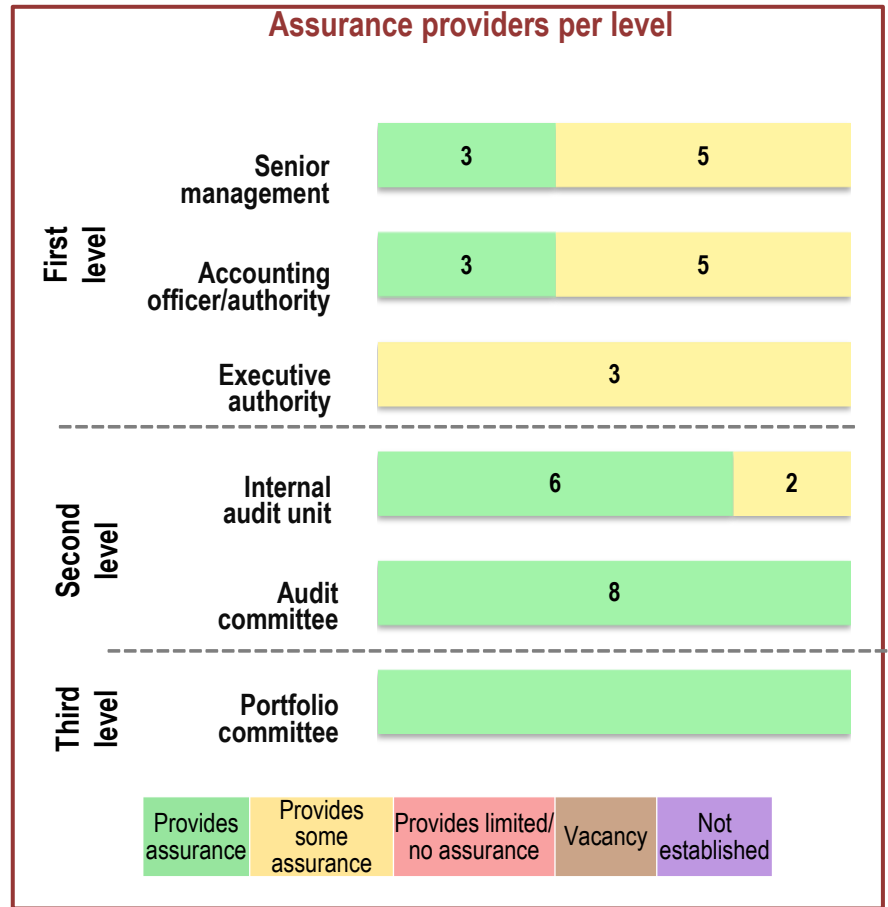 Assurance providers per level
First
level
Senior
management
3 5
Accounting
officer/authority
3 5
Executive
authority
3
Second
level
Internal
audit unit
6 2
Audit
committee
8
Third
level
Portfolio
committee
Provides
assurance
Provides
some
assurance
Provides limited/
no assurance
Vacancy
Not
established